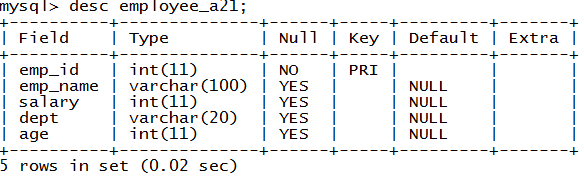 mysql> desc employee_a21;
+-----------+--------------+------+-----+---------+-------+
| Field     | Type         | Null | Key | Default | Extra |
+-----------+--------------+------+-----+---------+-------+
| emp_id    | int(11)      | NO   | PRI |         |       |
| emp_name  | varchar(100) | YES  |     | NULL    |       |
| salary    | int(11)      | YES  |     | NULL    |       |
| dept      | varchar(20)  | YES  |     | NULL    |       |
| age       | int(11)      | YES  |     | NULL    |       |
+-----------+--------------+------+-----+---------+-------+
5 rows in set (0.02 sec)